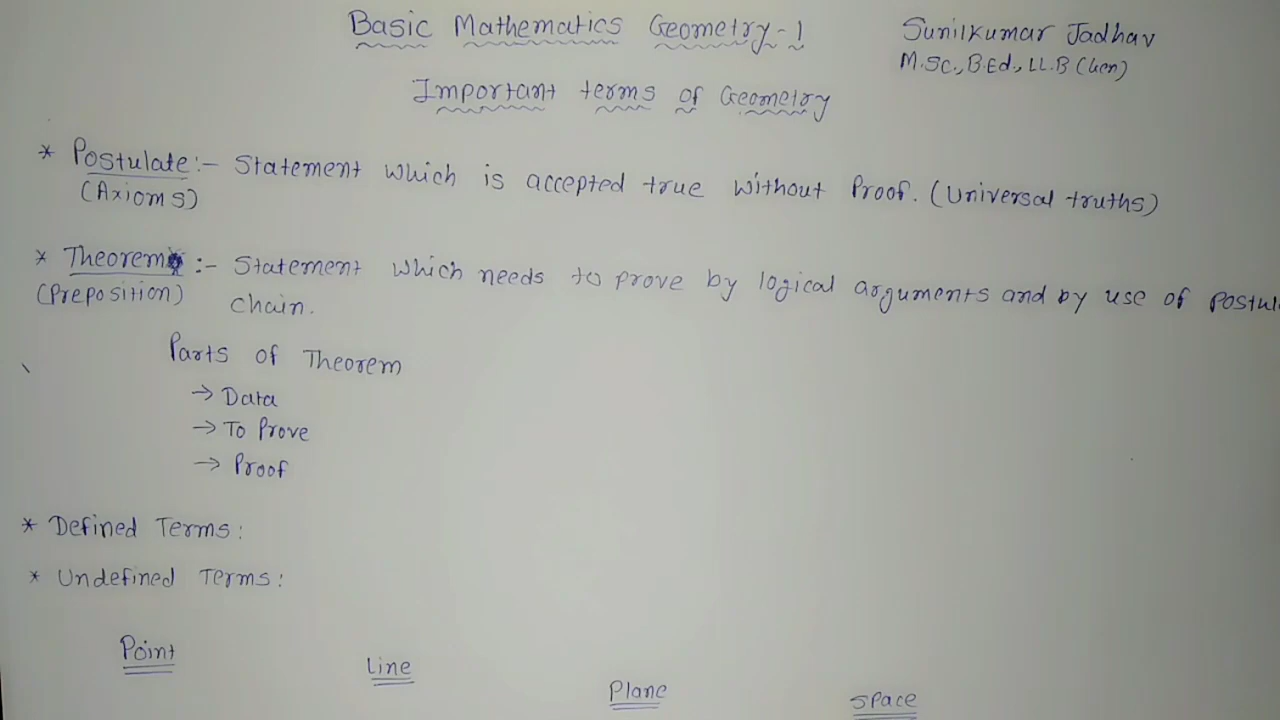 Basic Mathematics Geometry-1
Sunilkumar Jadhav
M.Sc., B.Ed., LL.B (Gen)
Important terms of Geometry
* Postulate:- Statement which is accepted true without Proof. (Universal truths)
(Axioms)
* Theorem :- Statement which needs to prove by logical arguments and by use of Postul
(Preposition) chain.
Parts of Theorem
→ Data
→ To Prove
→ Proof
* Defined Terms:
* Undefined Terms:
Point
Line
Plane
Space